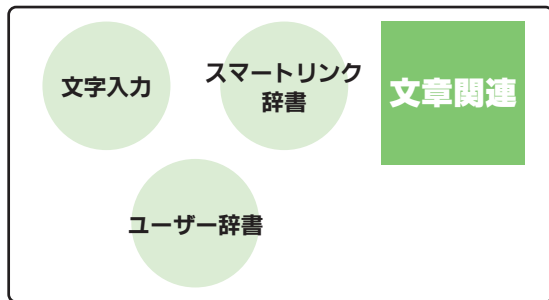 文字入力
スマートリンク
辞書
文章関連
ユーザー辞書